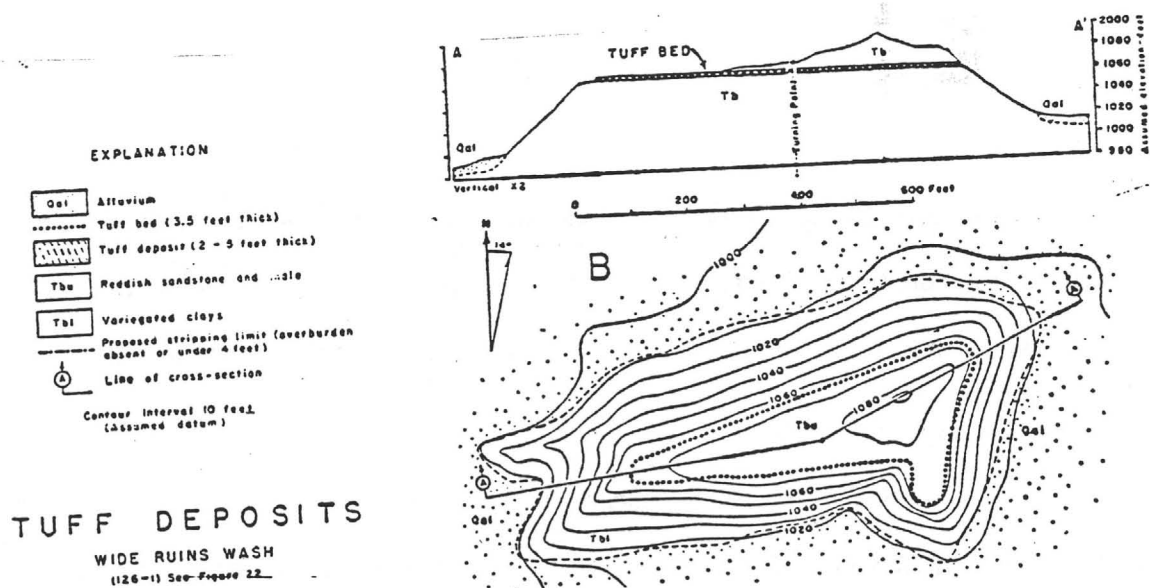 A
A'
2000
1080
1060
1040
1020
1000
980
Assumed elevation-feet
TUFF BED
Tb
Tb
Turning Point
Qal
Qal
Vertical X2
0 200 400 600 Feet
EXPLANATION
Qal Alluvium
Tuff bed (3.5 feet thick)
Tuff deposit (2 - 5 feet thick)
Tbu Reddish sandstone and
Tbl Variegated clays
Proposed stripping limit (overburden
absent or under 4 feet)
A Line of cross-section
Contour Interval 10 feet
(Assumed datum)
TUFF DEPOSITS
WIDE RUINS WASH
(126-1) See Figure 22
N
B
1000
A
1020
1040
1060
1080
Tbu
Qal
A
Qal
1060
1040
1020
Tbl